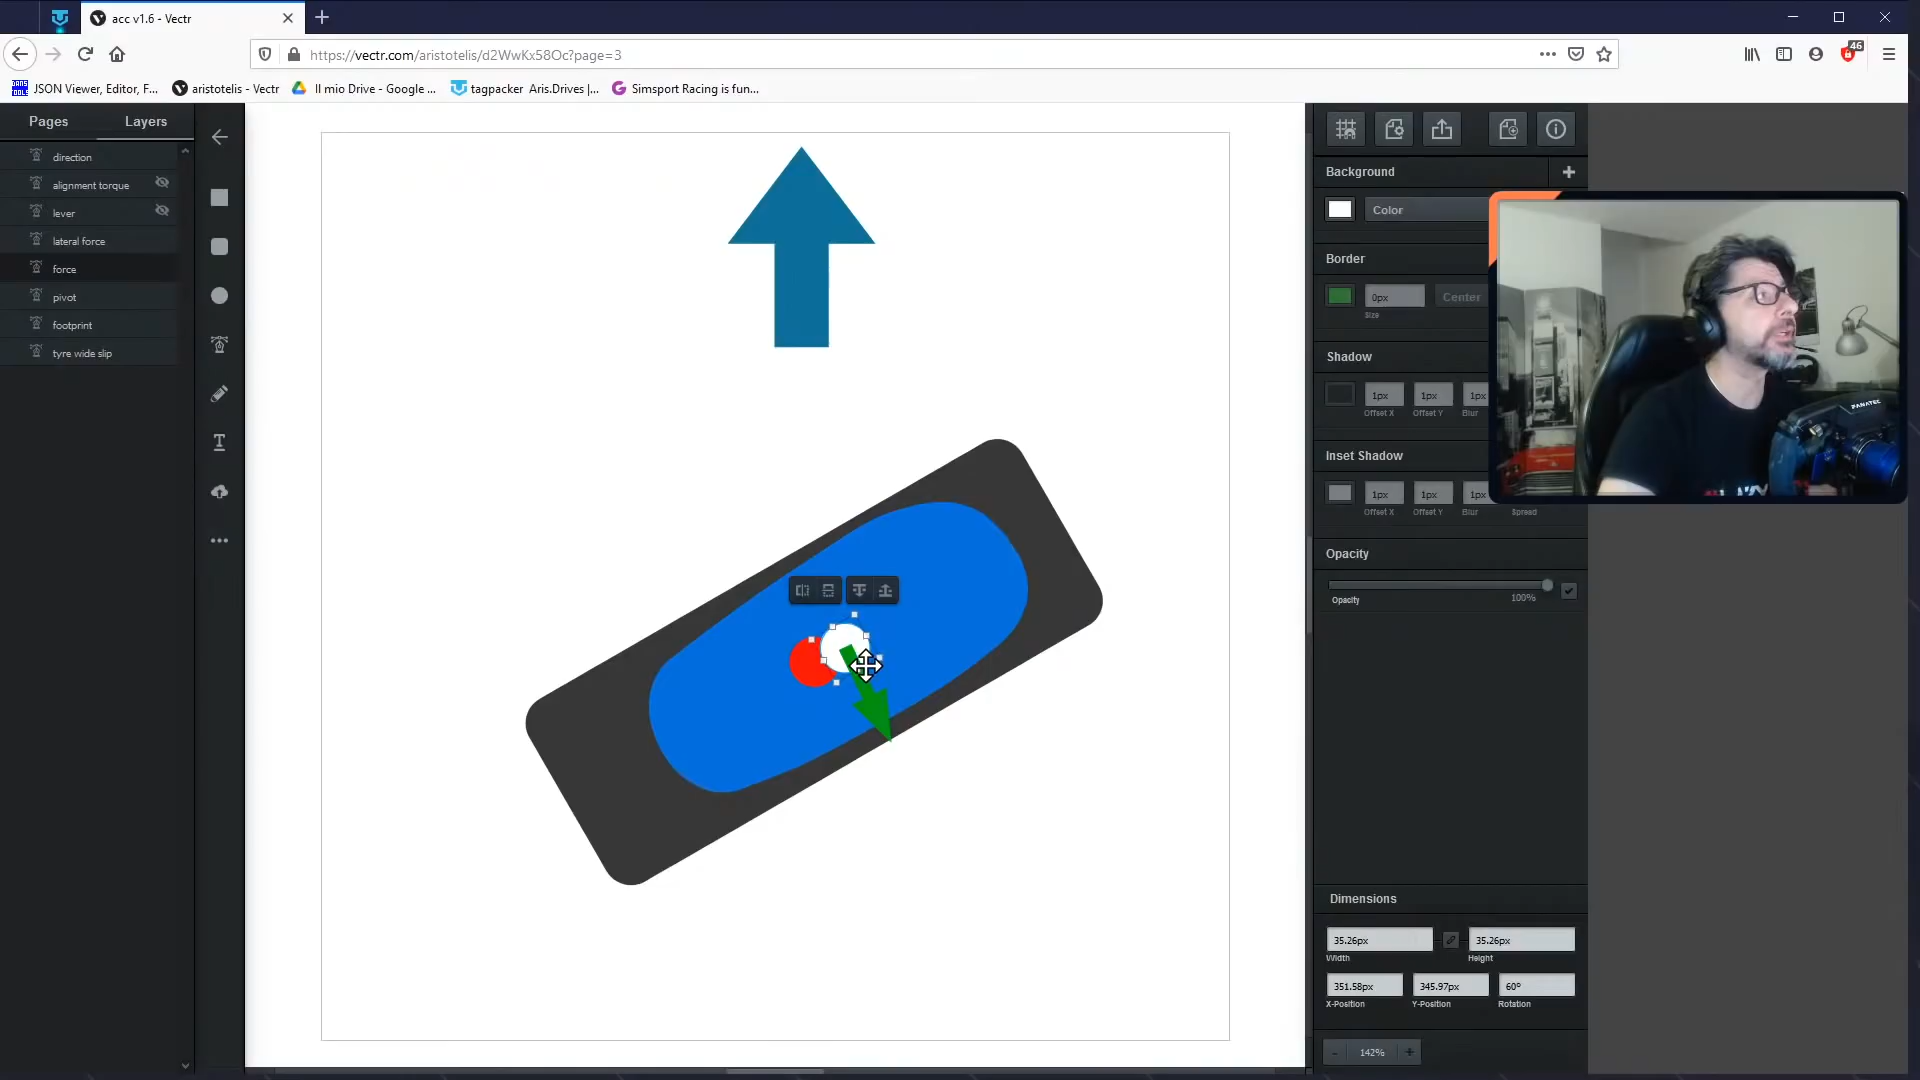 acc v1.6 - Vectr
https://vectr.com/aristotelis/d2WwKx58Oc?page=3
46
JSON Viewer, Editor, F...
aristotelis - Vectr
Il mio Drive - Google ...
tagpacker Aris.Drives |...
Simsport Racing is fun...
Pages
Layers
direction
alignment torque
lever
lateral force
force
pivot
footprint
tyre wide slip
Background
Color
Border
0px
Center
Size
Shadow
1px
1px
1px
Offset X
Offset Y
Blur
Inset Shadow
1px
1px
1px
Offset X
Offset Y
Blur
Spread
Opacity
Opacity
100%
Dimensions
35.26px
35.26px
Width
Height
351.58px
345.97px
60º
X-Position
Y-Position
Rotation
-
142%
+
FANATEC